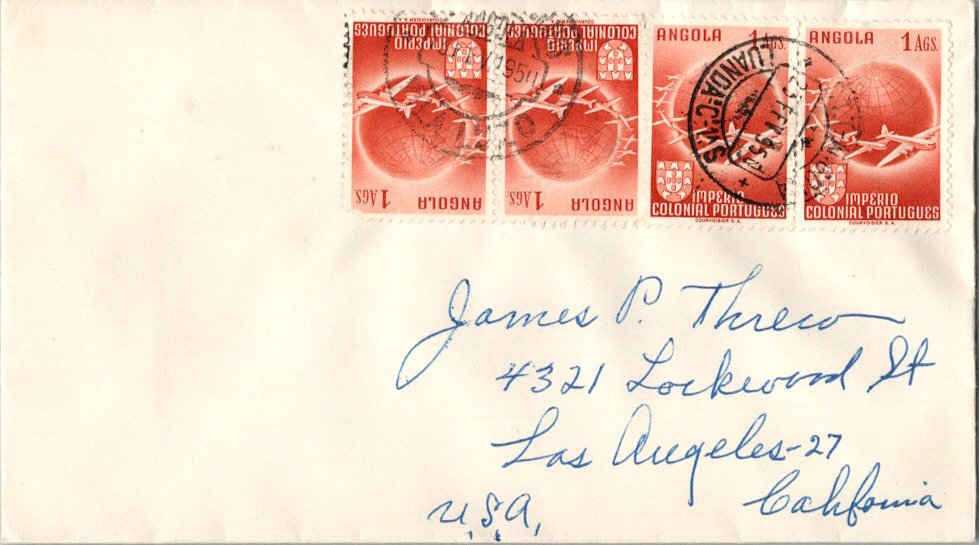 IMPÉRIO
COLONIAL PORTUGUES
COURVOISIER S. A.
1 AGS.
ANGOLA
IMPÉRIO
COLONIAL PORTUGUES
COURVOISIER S. A.
1 AGS.
ANGOLA
ANGOLA 1 AGS.
IMPÉRIO
COLONIAL PORTUGUES
COURVOISIER S. A.
ANGOLA 1 AGS.
IMPÉRIO
COLONIAL PORTUGUES
COURVOISIER S. A.
LUANDA
James P. Threw
4321 Lockwood St
Los Angeles-27
California
U.S.A.